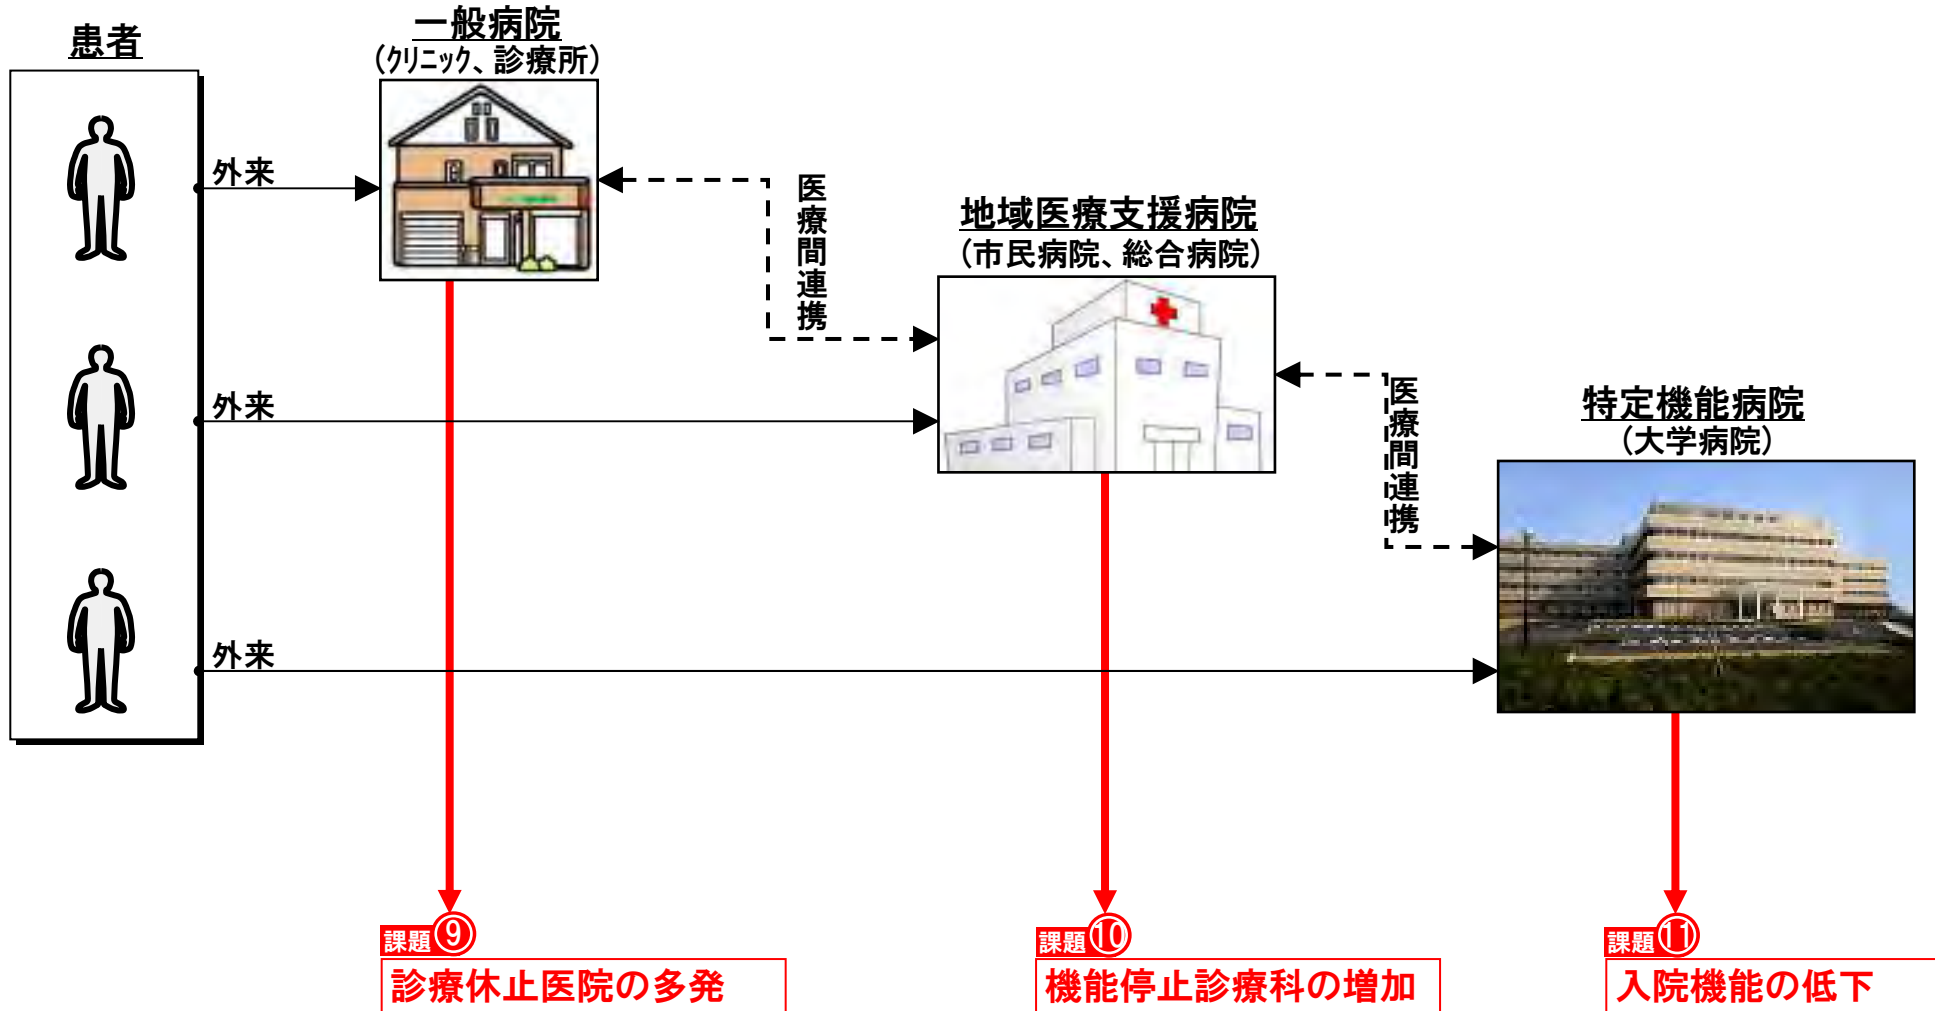 患者
一般病院
（クリニック、診療所）
外来
医療間連携
地域医療支援病院
（市民病院、総合病院）
外来
医療間連携
特定機能病院
（大学病院）
外来
課題⑨
診療休止医院の多発
課題⑩
機能停止診療科の増加
課題⑪
入院機能の低下